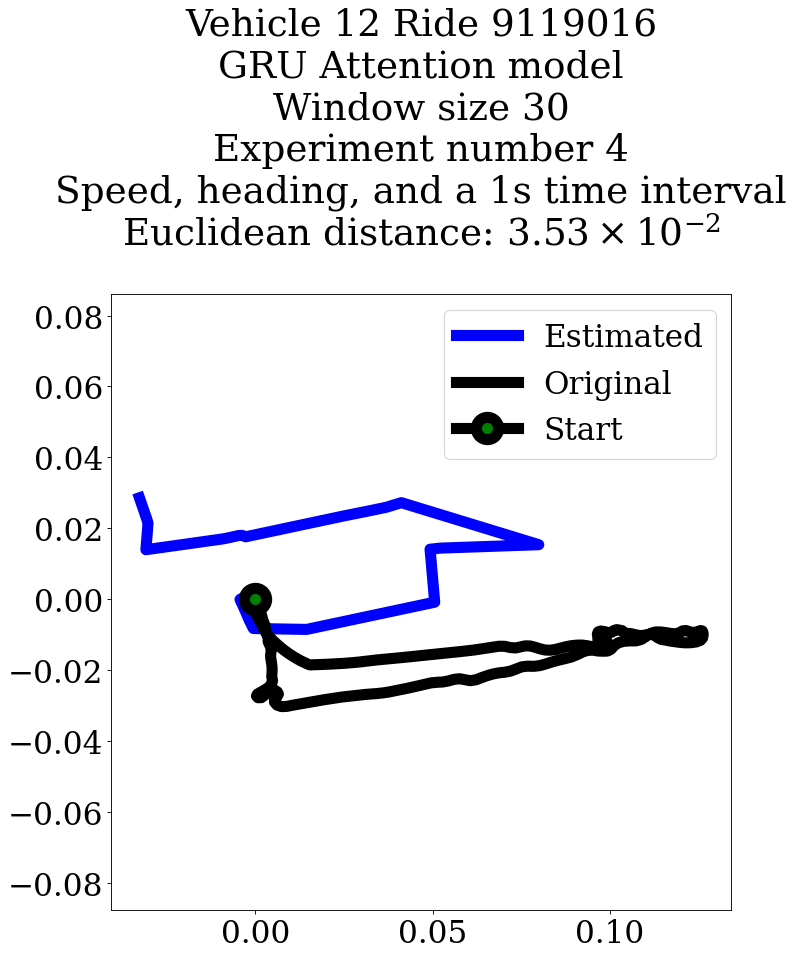 Vehicle 12 Ride 9119016
GRU Attention model
Window size 30
Experiment number 4
Speed, heading, and a 1s time interval
Euclidean distance: 3.53 × 10⁻²
Estimated
Original
Start
0.08
0.06
0.04
0.02
0.00
−0.02
−0.04
−0.06
−0.08
0.00 0.05 0.10